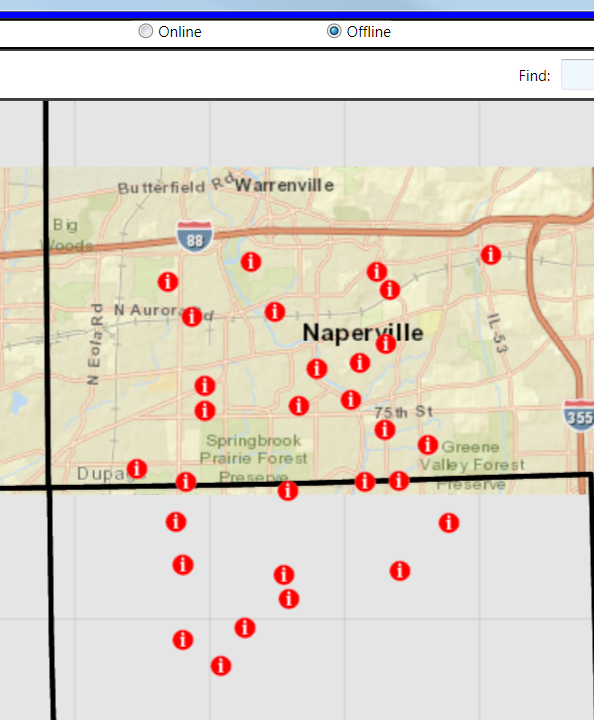 Online Offline
Find:
Butterfield Rd Warrenville
Big
Woods
88
N Aurora Rd
N Eola Rd
Naperville
IL-53
355
75th St
Springbrook
Prairie Forest
Preserve
Greene
Valley Forest
Preserve
Dupa